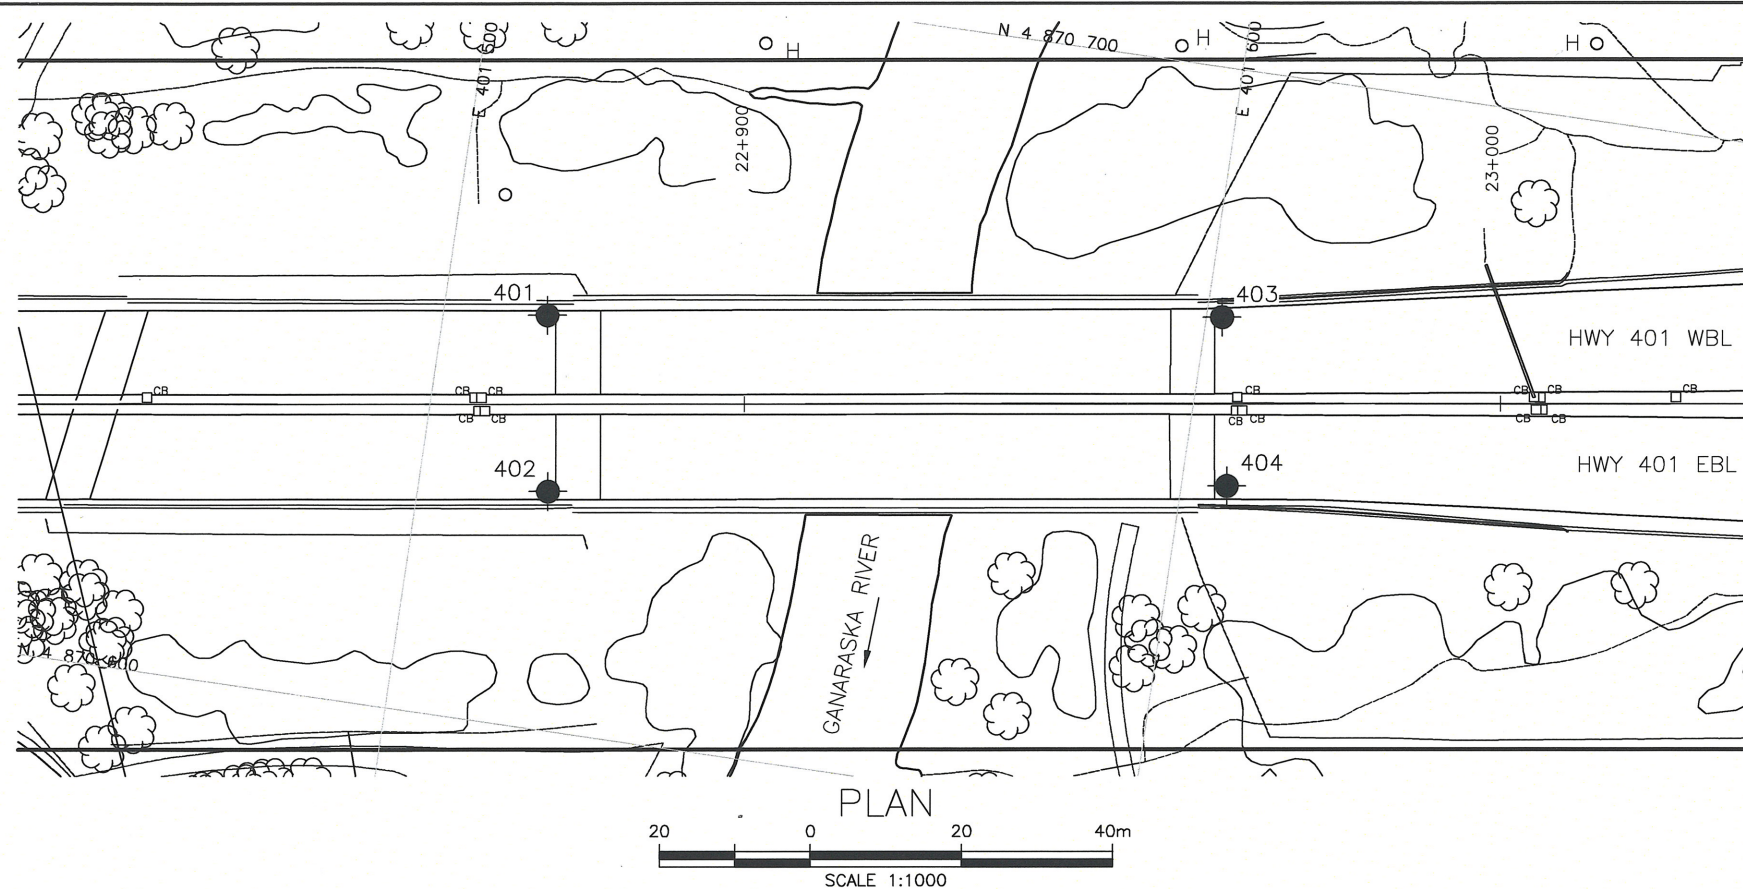 N 4 870 700
H
H
H
E 401 600
E 401 600
22+900
23+000
401
403
HWY 401 WBL
CB
CB CB
CB
CB CB
CB
CB CB
CB CB
CB CB
402
404
HWY 401 EBL
GANARASKA RIVER
N 4 870 600
PLAN
20 0 20 40m
SCALE 1:1000